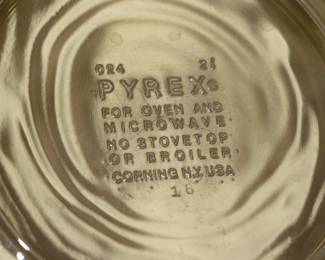 024 2ℓ
PYREX®
FOR OVEN AND
MICROWAVE
NO STOVETOP
OR BROILER
CORNING N.Y. USA
18